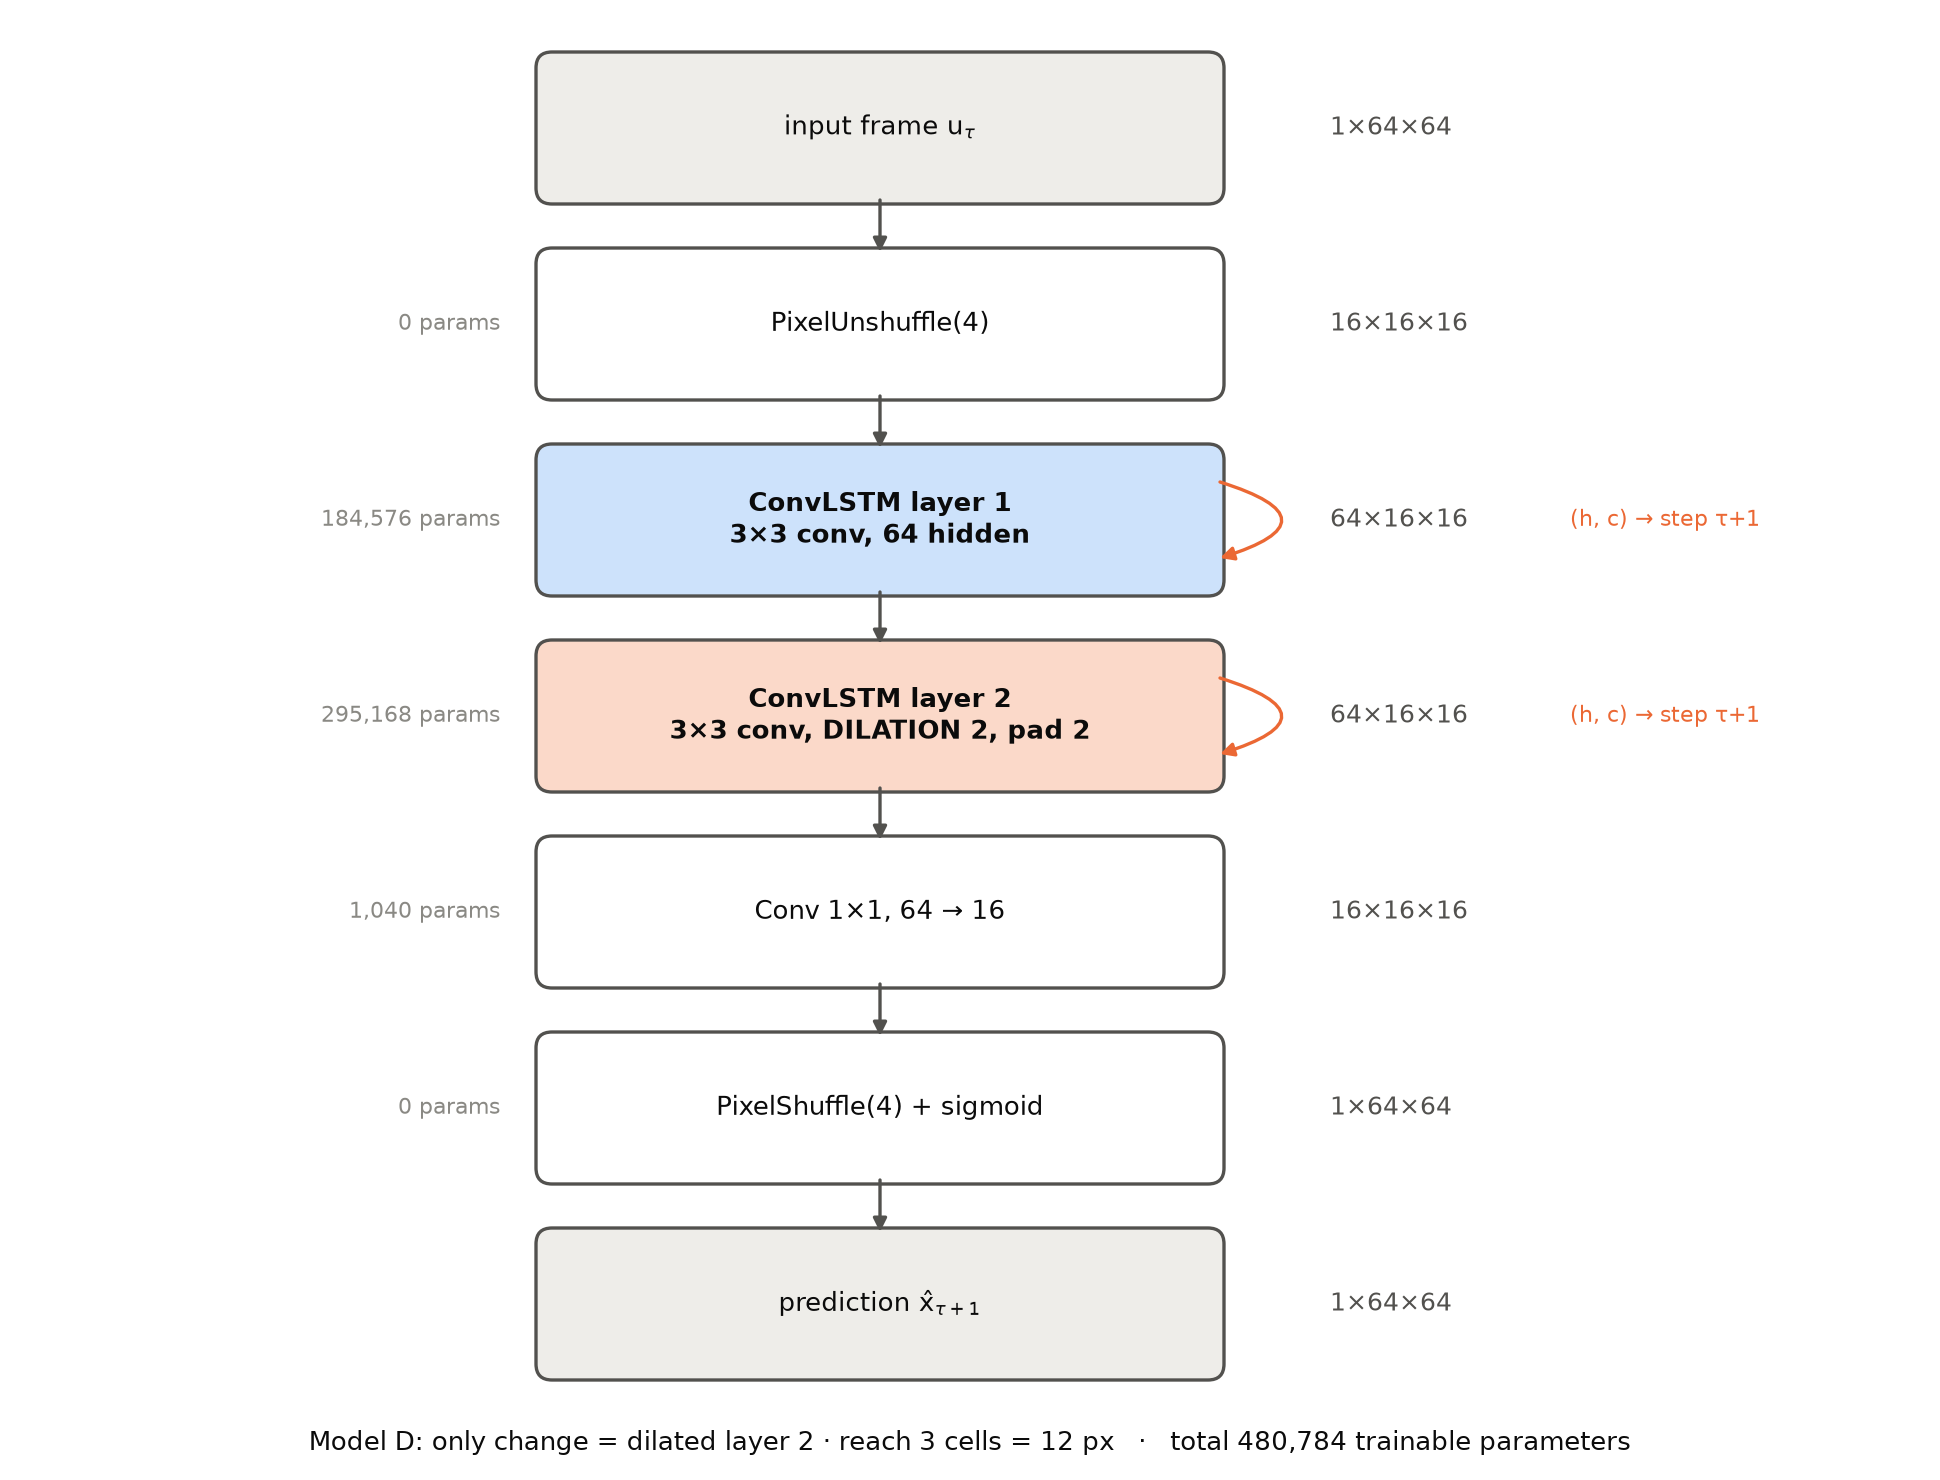 input frame uτ
1×64×64
0 params
PixelUnshuffle(4)
16×16×16
184,576 params
ConvLSTM layer 1
3×3 conv, 64 hidden
64×16×16
(h, c) → step τ+1
295,168 params
ConvLSTM layer 2
3×3 conv, DILATION 2, pad 2
64×16×16
(h, c) → step τ+1
1,040 params
Conv 1×1, 64 → 16
16×16×16
0 params
PixelShuffle(4) + sigmoid
1×64×64
prediction x̂τ + 1
1×64×64
Model D: only change = dilated layer 2 · reach 3 cells = 12 px · total 480,784 trainable parameters